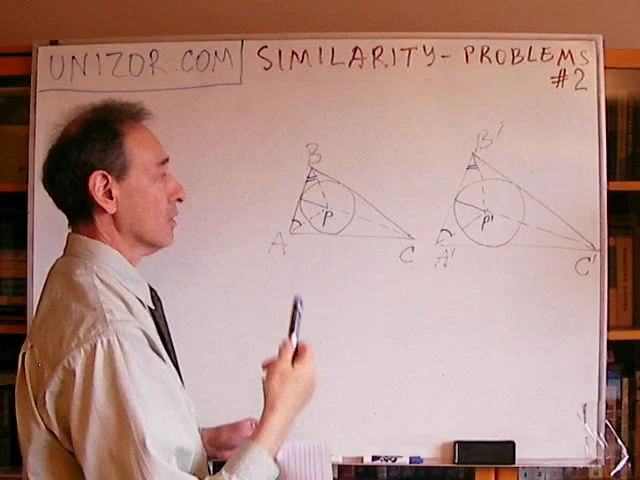 UNIZOR.COM
SIMILARITY - PROBLEMS
#2
B
B'
P
P'
A
C
A'
C'